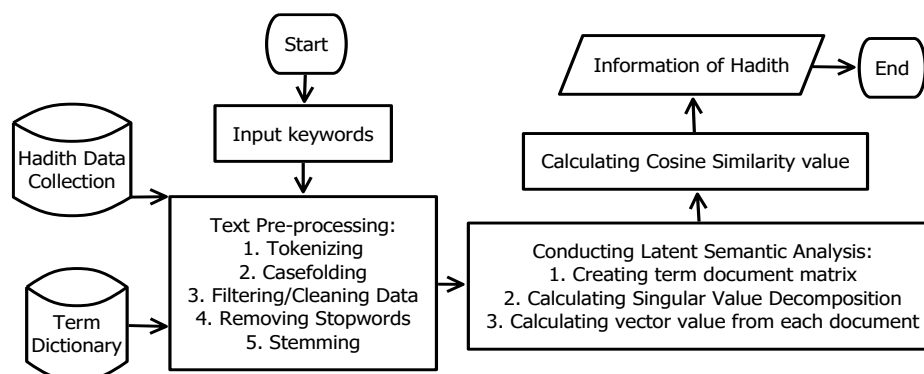 Start
Input keywords
Hadith Data
Collection
Term
Dictionary
Text Pre-processing:
1. Tokenizing
2. Casefolding
3. Filtering/Cleaning Data
4. Removing Stopwords
5. Stemming
Conducting Latent Semantic Analysis:
1. Creating term document matrix
2. Calculating Singular Value Decomposition
3. Calculating vector value from each document
Calculating Cosine Similarity value
Information of Hadith
End